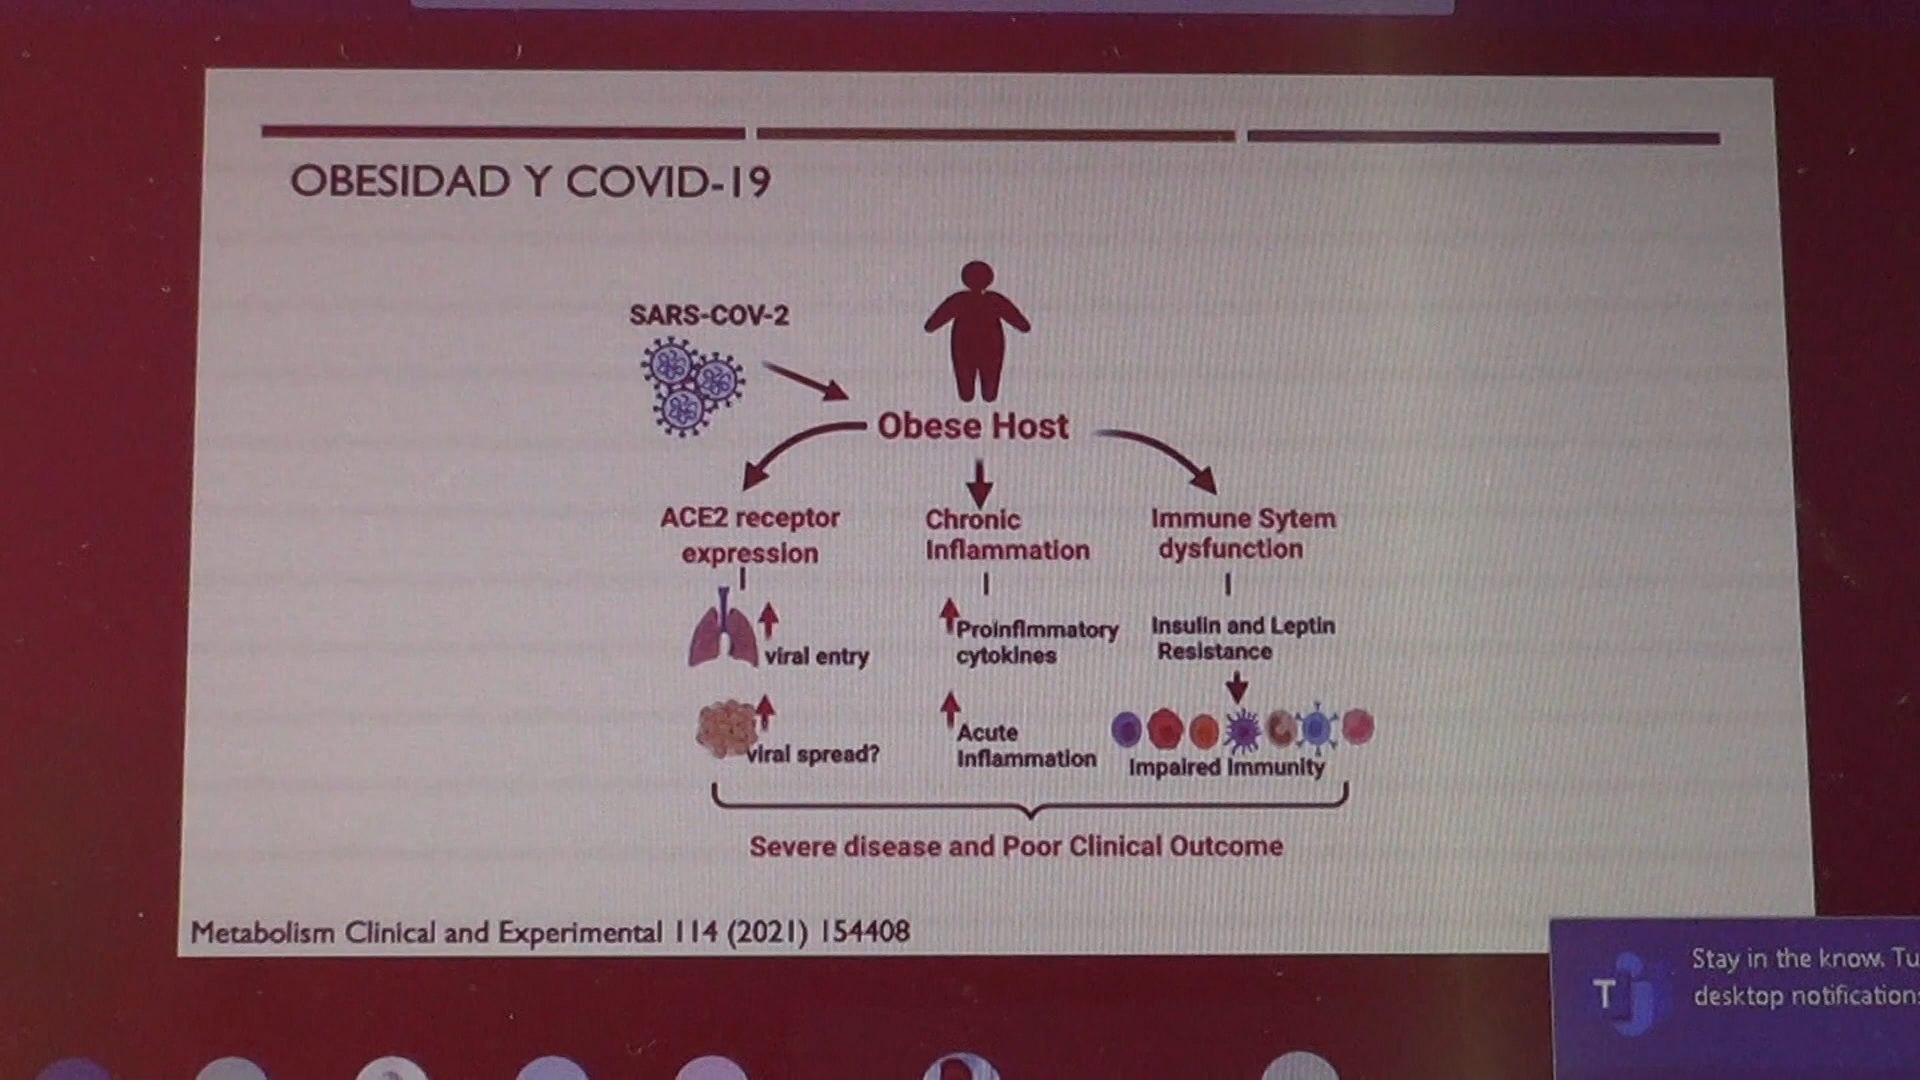 OBESIDAD Y COVID-19
SARS-COV-2
Obese Host
ACE2 receptor
expression
viral entry
viral spread?
Chronic
Inflammation
Proinflmmatory
cytokines
Acute
Inflammation
Immune Sytem
dysfunction
Insulin and Leptin
Resistance
Impaired Immunity
Severe disease and Poor Clinical Outcome
Metabolism Clinical and Experimental 114 (2021) 154408
T
Stay in the know. Tu
desktop notifications